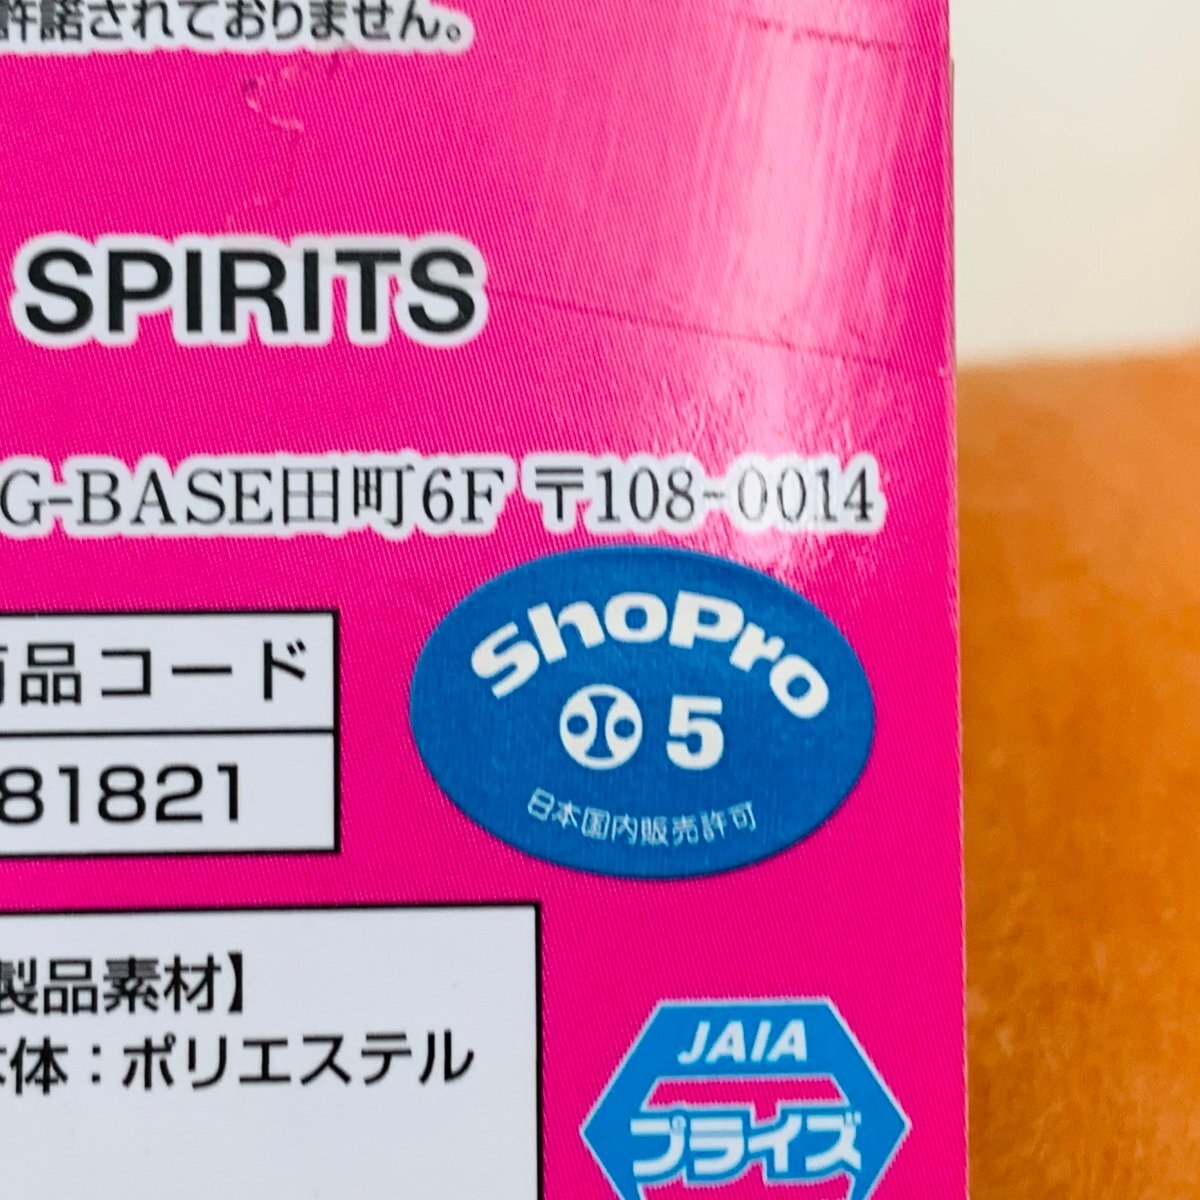 許諾されておりません。
SPIRITS
G-BASE田町6F 〒108-0014
商品コード
81821
ShoPro
5
日本国内販売許可
製品素材】
本体：ポリエステル
JAIA
プライズ